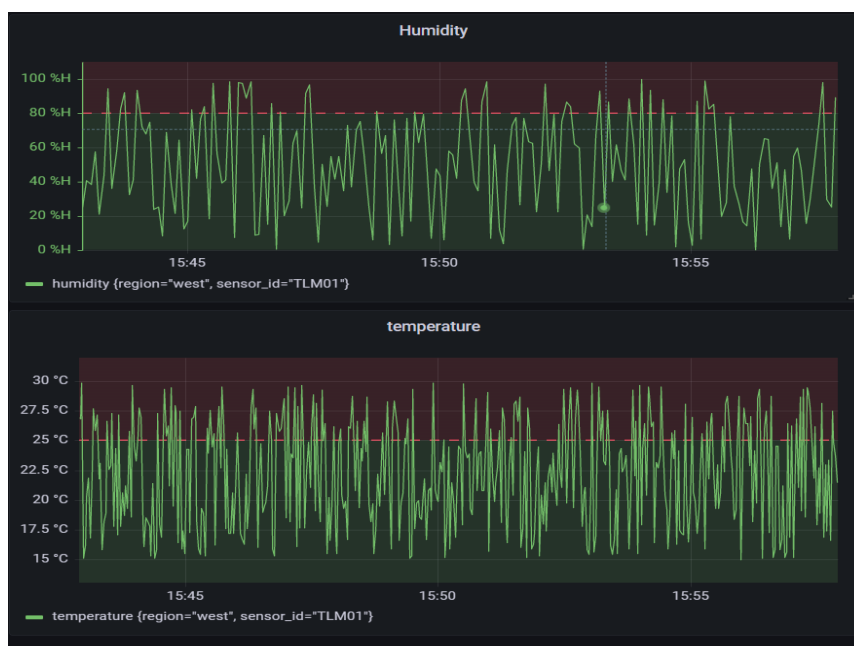 Humidity
100 %H
80 %H
60 %H
40 %H
20 %H
0 %H
15:45 15:50 15:55
humidity {region="west", sensor_id="TLM01"}
temperature
30 °C
27.5 °C
25 °C
22.5 °C
20 °C
17.5 °C
15 °C
15:45 15:50 15:55
temperature {region="west", sensor_id="TLM01"}